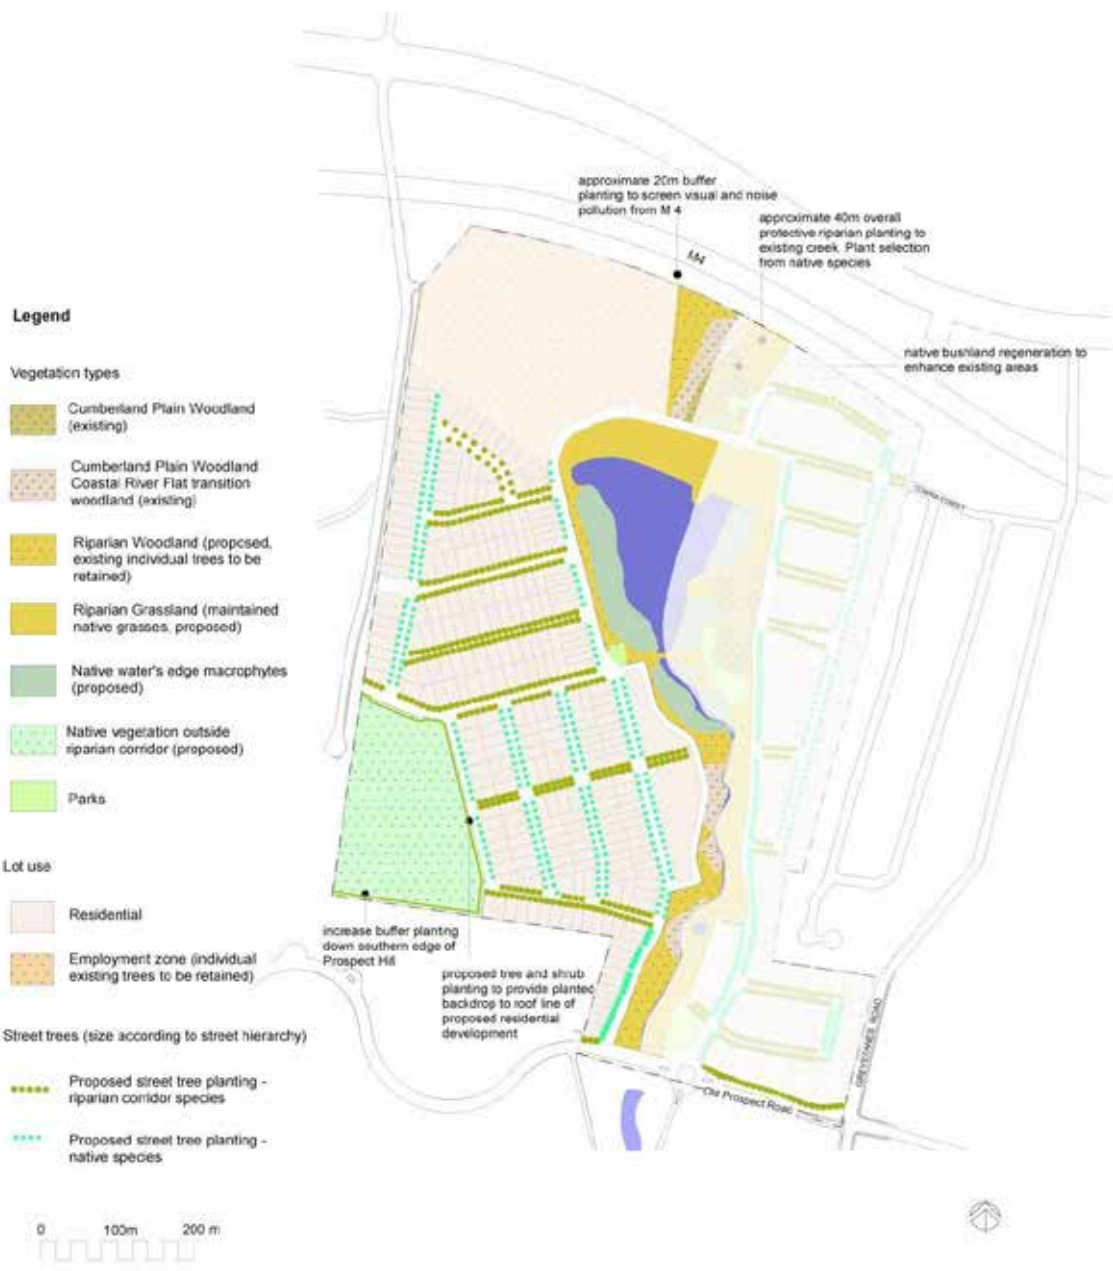 approximate 20m buffer
planting to screen visual and noise
pollution from M 4
approximate 40m overall
protective riparian planting to
existing creek. Plant selection
from native species
M4
native bushland regeneration to
enhance existing areas
Legend
Vegetation types
Cumberland Plain Woodland
(existing)
Cumberland Plain Woodland
Coastal River Flat transition
woodland (existing)
Riparian Woodland (proposed,
existing individual trees to be
retained)
Riparian Grassland (maintained
native grasses, proposed)
Native water's edge macrophytes
(proposed)
Native vegetation outside
riparian corridor (proposed)
Parks
Lot use
Residential
Employment zone (individual
existing trees to be retained)
Street trees (size according to street hierarchy)
Proposed street tree planting -
riparian corridor species
Proposed street tree planting -
native species
0 100m 200 m
increase buffer planting
down southern edge of
Prospect Hill
proposed tree and shrub
planting to provide planted
backdrop to roof line of
proposed residential
development
STREET
GREYSTANES ROAD
Old Prospect Road